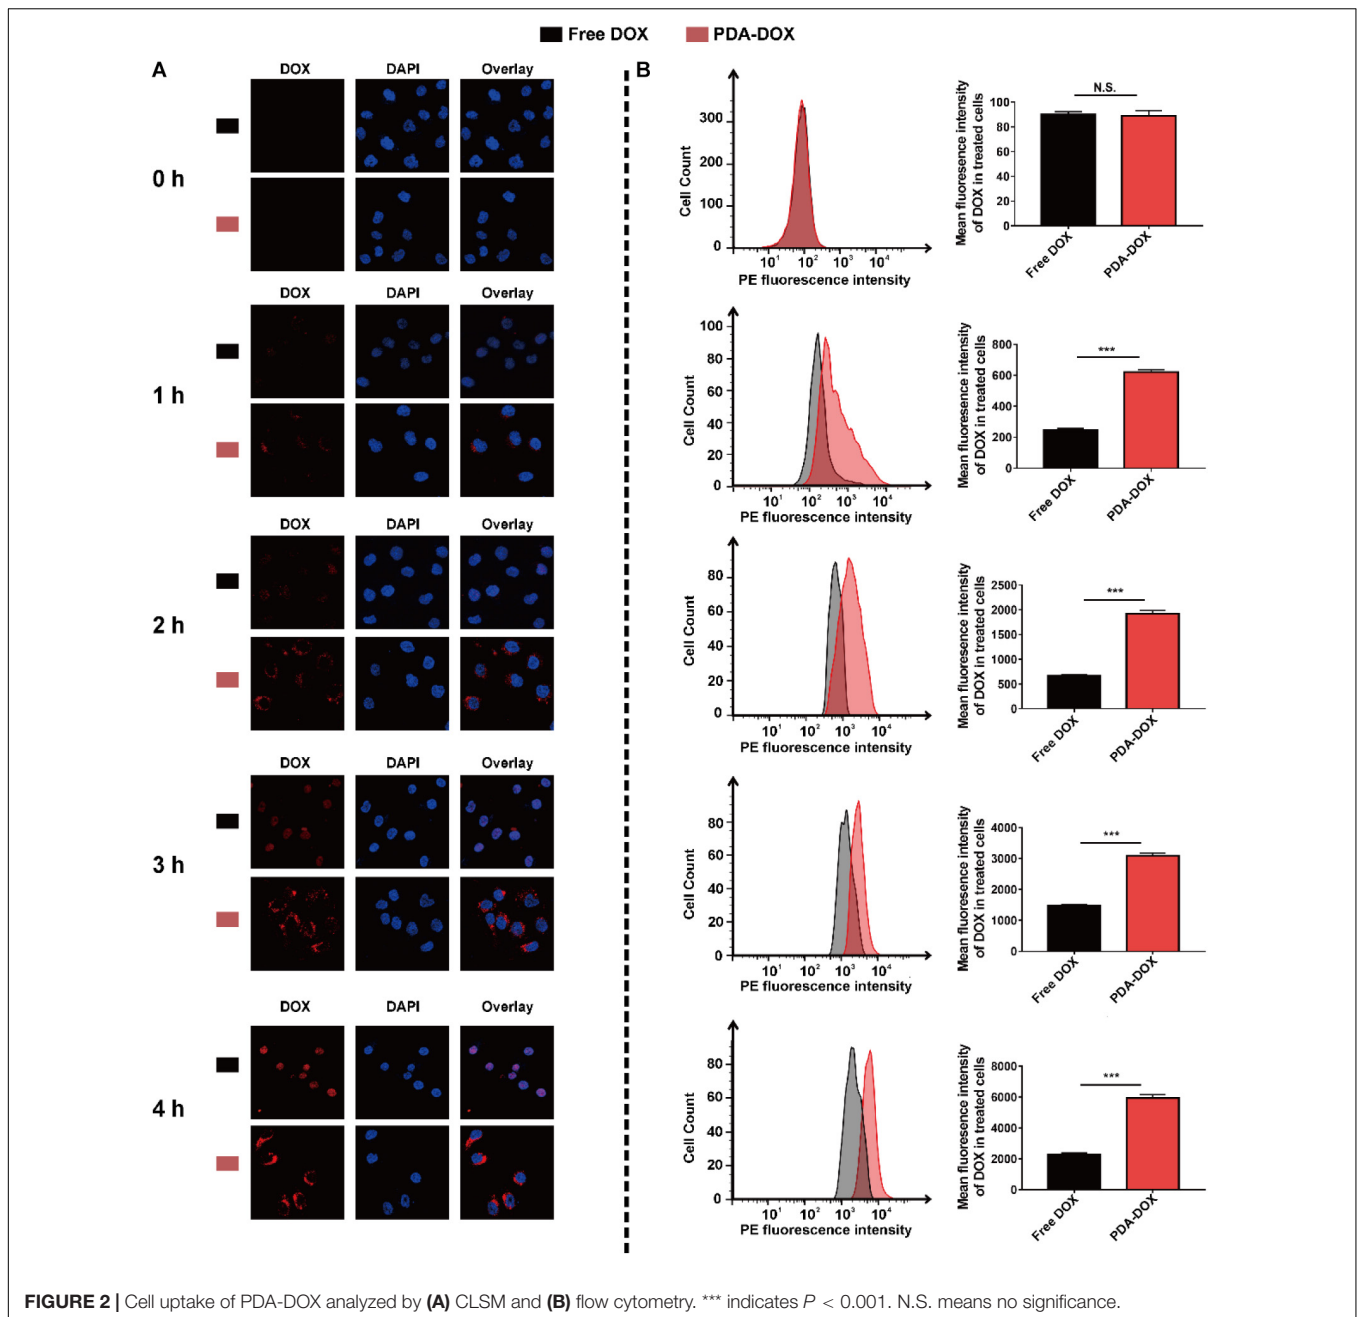 Free DOX PDA-DOX
A
DOX DAPI Overlay
0 h
DOX DAPI Overlay
1 h
DOX DAPI Overlay
2 h
DOX DAPI Overlay
3 h
DOX DAPI Overlay
4 h
B
Cell Count
300
200
100
0
10¹ 10² 10³ 10⁴
PE fluorescence intensity
Mean fluoresence intensity
of DOX in treated cells
100
80
60
40
20
0
N.S.
Free DOX
PDA-DOX
Cell Count
100
80
60
40
20
0
10¹ 10² 10³ 10⁴
PE fluorescence intensity
Mean fluoresence intensity
of DOX in treated cells
800
600
400
200
0
***
Free DOX
PDA-DOX
Cell Count
80
60
40
20
0
10¹ 10² 10³ 10⁴
PE fluorescence intensity
Mean fluoresence intensity
of DOX in treated cells
2500
2000
1500
1000
500
0
***
Free DOX
PDA-DOX
Cell Count
80
60
40
20
0
10¹ 10² 10³ 10⁴
PE fluorescence intensity
Mean fluoresence intensity
of DOX in treated cells
4000
3000
2000
1000
0
***
Free DOX
PDA-DOX
Cell Count
80
60
40
20
0
10¹ 10² 10³ 10⁴
PE fluorescence intensity
Mean fluoresence intensity
of DOX in treated cells
8000
6000
4000
2000
0
***
Free DOX
PDA-DOX
FIGURE 2 | Cell uptake of PDA-DOX analyzed by (A) CLSM and (B) flow cytometry. *** indicates P < 0.001. N.S. means no significance.